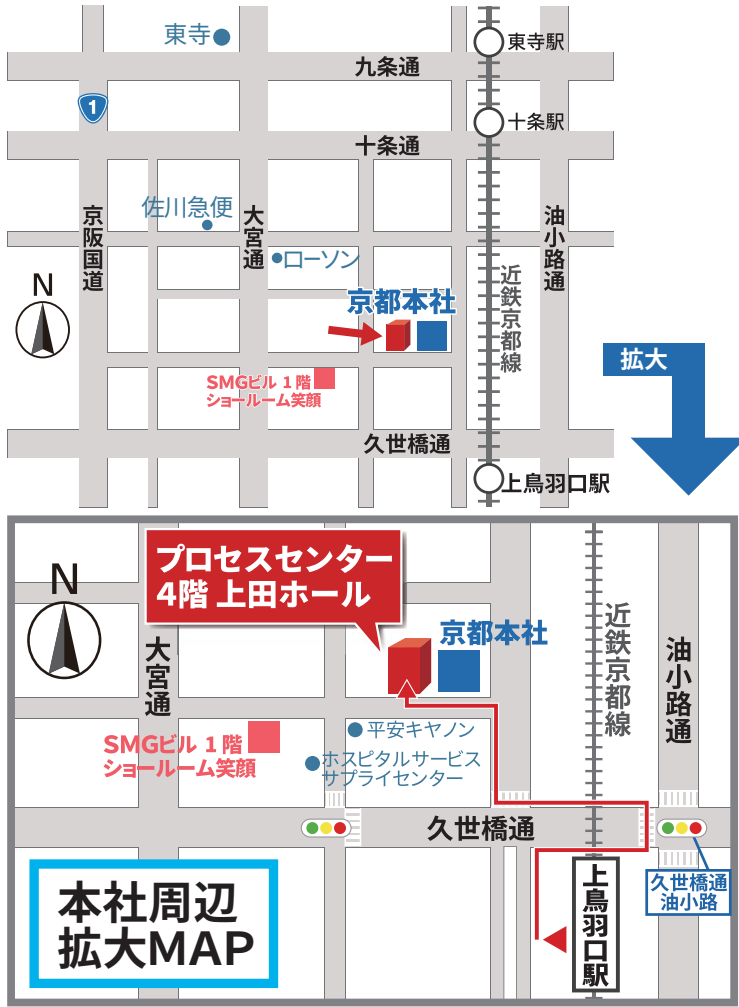 東寺
東寺駅
九条通
1
十条駅
十条通
佐川急便
京阪国道
大宮通
油小路通
ローソン
近鉄京都線
N
京都本社
拡大
SMGビル 1 階
ショールーム笑顔
久世橋通
上鳥羽口駅
プロセスセンター
4階 上田ホール
N
京都本社
近鉄京都線
大宮通
油小路通
平安キヤノン
SMGビル 1 階
ショールーム笑顔
ホスピタルサービス
サプライセンター
久世橋通
上鳥羽口駅
久世橋通
油小路
本社周辺
拡大MAP